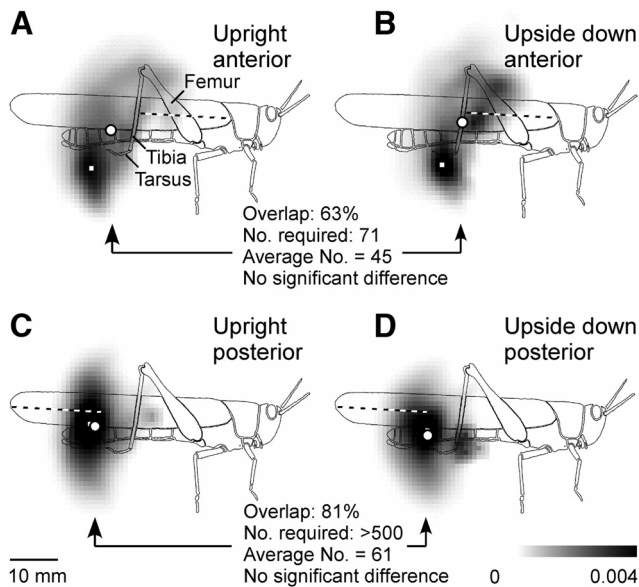 A
Upright
anterior
Femur
Tibia
Tarsus
B
Upside down
anterior
Overlap: 63%
No. required: 71
Average No. = 45
No significant difference
C
Upright
posterior
D
Upside down
posterior
Overlap: 81%
No. required: >500
Average No. = 61
No significant difference
10 mm
0
0.004